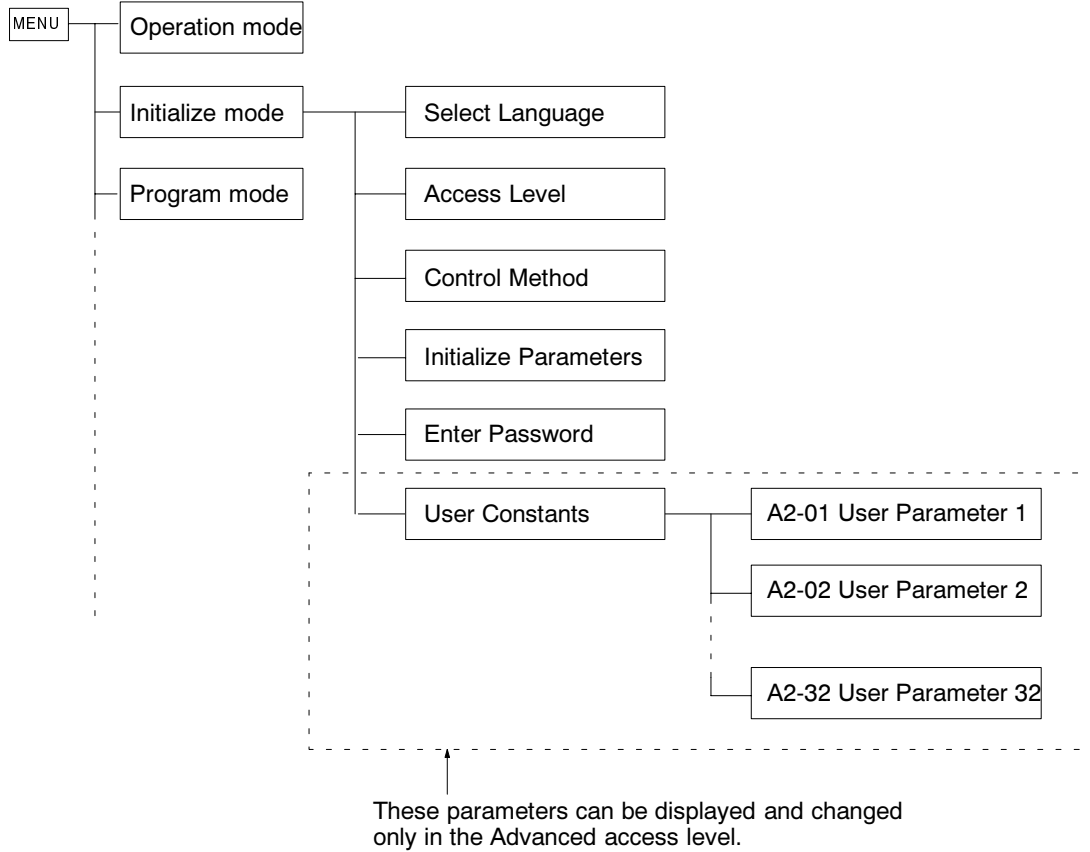 MENU
Operation mode
Initialize mode
Select Language
Program mode
Access Level
Control Method
Initialize Parameters
Enter Password
User Constants
A2-01 User Parameter 1
A2-02 User Parameter 2
A2-32 User Parameter 32
These parameters can be displayed and changed
only in the Advanced access level.